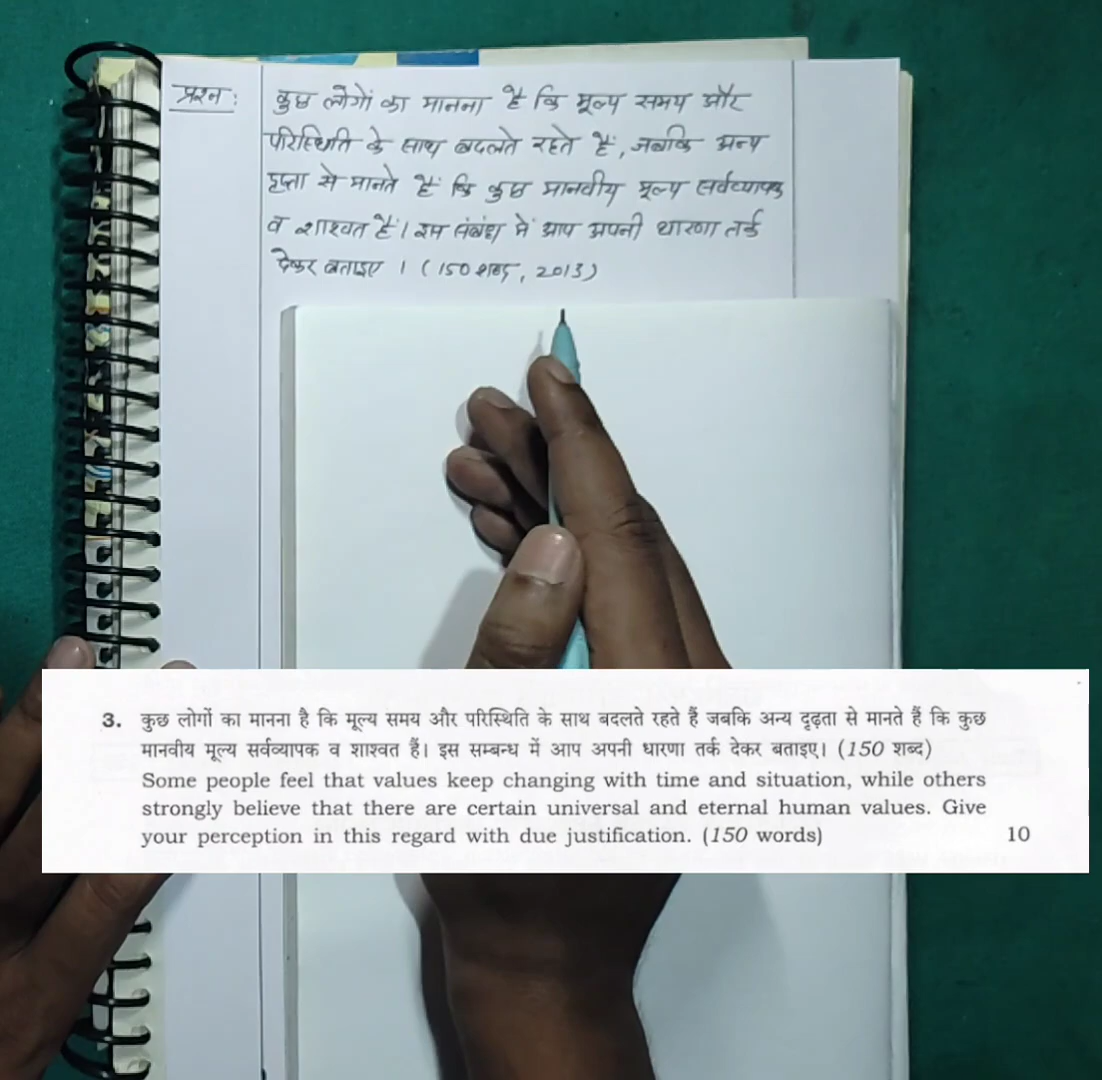 प्रश्न: कुछ लोगों का मानना है कि मूल्य समय और
परिस्थिति के साथ बदलते रहते हैं, जबकि अन्य
दृढ़ता से मानते हैं कि कुछ मानवीय मूल्य सर्वव्यापक
व शाश्वत हैं। इस संबंध में आप अपनी धारणा तर्क
देकर बताइए । (150 शब्द, 2013)
3. कुछ लोगों का मानना है कि मूल्य समय और परिस्थिति के साथ बदलते रहते हैं जबकि अन्य दृढ़ता से मानते हैं कि कुछ
मानवीय मूल्य सर्वव्यापक व शाश्वत हैं। इस सम्बन्ध में आप अपनी धारणा तर्क देकर बताइए। (150 शब्द)
Some people feel that values keep changing with time and situation, while others
strongly believe that there are certain universal and eternal human values. Give
your perception in this regard with due justification. (150 words) 10